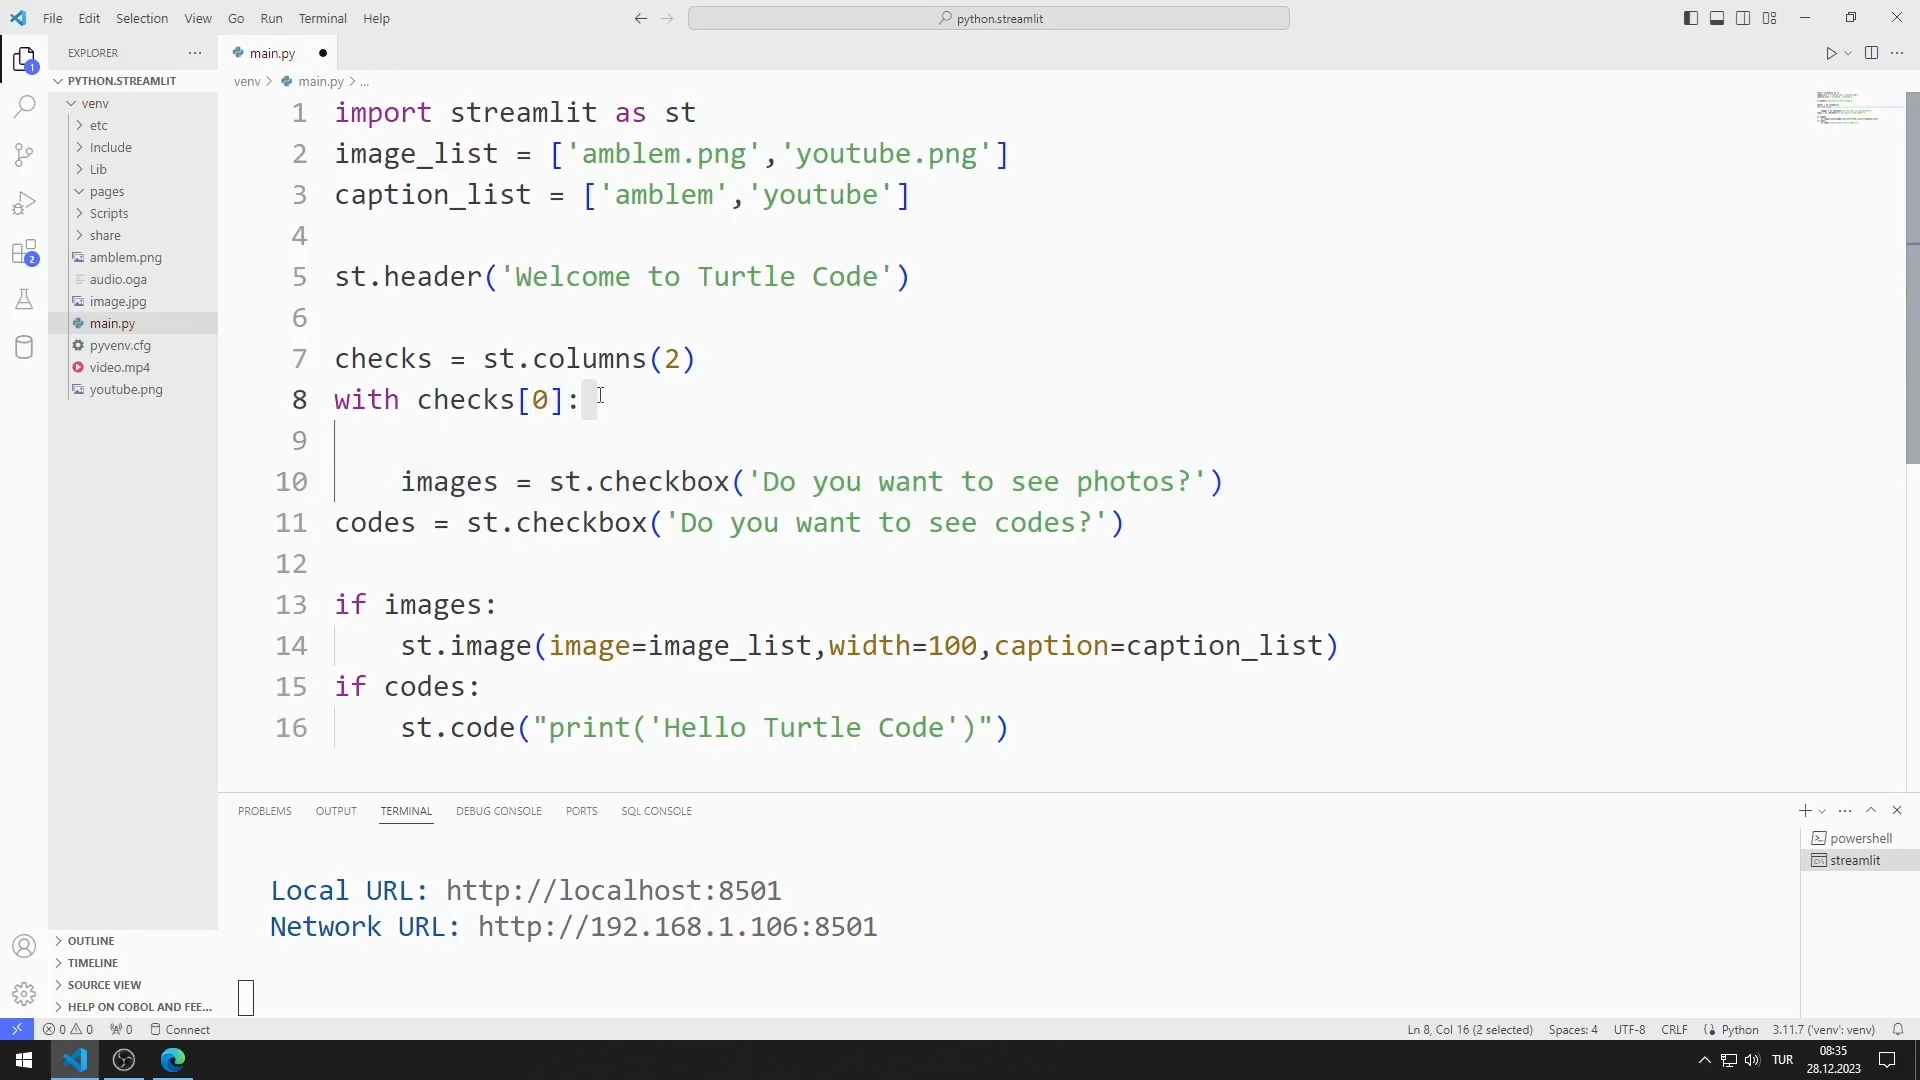 File Edit Selection View Go Run Terminal Help
python.streamlit
EXPLORER
main.py
PYTHON.STREAMLIT
venv
etc
Include
Lib
pages
Scripts
share
amblem.png
audio.oga
image.jpg
main.py
pyvenv.cfg
video.mp4
youtube.png
1
2
venv > main.py > ...
1 import streamlit as st
2 image_list = ['amblem.png','youtube.png']
3 caption_list = ['amblem','youtube']
4
5 st.header('Welcome to Turtle Code')
6
7 checks = st.columns(2)
8 with checks[0]:
9
10 images = st.checkbox('Do you want to see photos?')
11 codes = st.checkbox('Do you want to see codes?')
12
13 if images:
14 st.image(image=image_list,width=100,caption=caption_list)
15 if codes:
16 st.code("print('Hello Turtle Code')")
PROBLEMS OUTPUT TERMINAL DEBUG CONSOLE PORTS SQL CONSOLE
powershell
streamlit
Local URL: http://localhost:8501
Network URL: http://192.168.1.106:8501
OUTLINE
TIMELINE
SOURCE VIEW
HELP ON COBOL AND FEE...
0 0 0 Connect
Ln 8, Col 16 (2 selected) Spaces: 4 UTF-8 CRLF Python 3.11.7 ('venv': venv)
TUR
08:35
28.12.2023